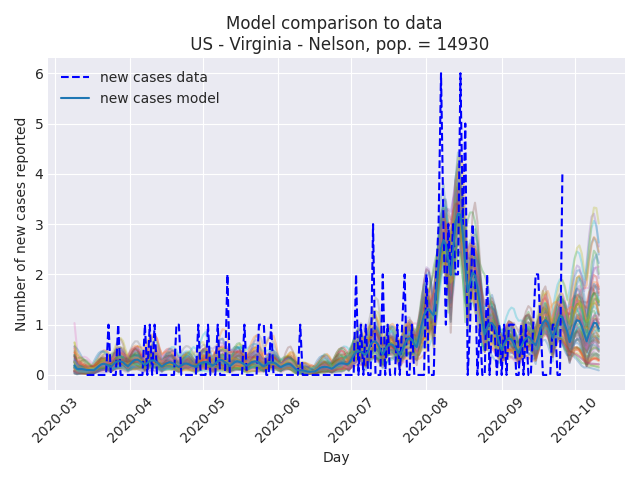 Model comparison to data
US - Virginia - Nelson, pop. = 14930
new cases data
new cases model
Number of new cases reported
6
5
4
3
2
1
0
2020-03
2020-04
2020-05
2020-06
2020-07
2020-08
2020-09
2020-10
Day